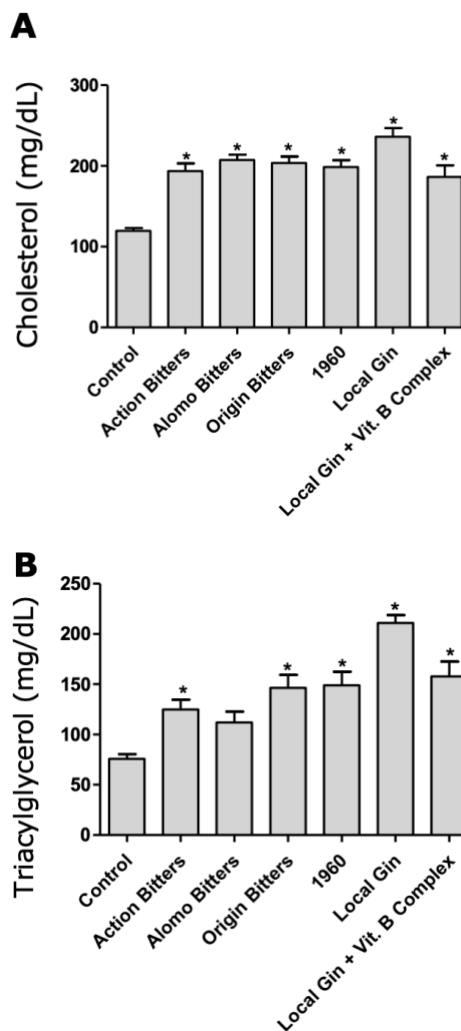 A
Cholesterol (mg/dL)
300
200
100
0
* * * * * *
Control
Action Bitters
Alomo Bitters
Origin Bitters
1960
Local Gin
Local Gin + Vit. B Complex
B
Triacylglycerol (mg/dL)
250
200
150
100
50
0
* * * * *
Control
Action Bitters
Alomo Bitters
Origin Bitters
1960
Local Gin
Local Gin + Vit. B Complex